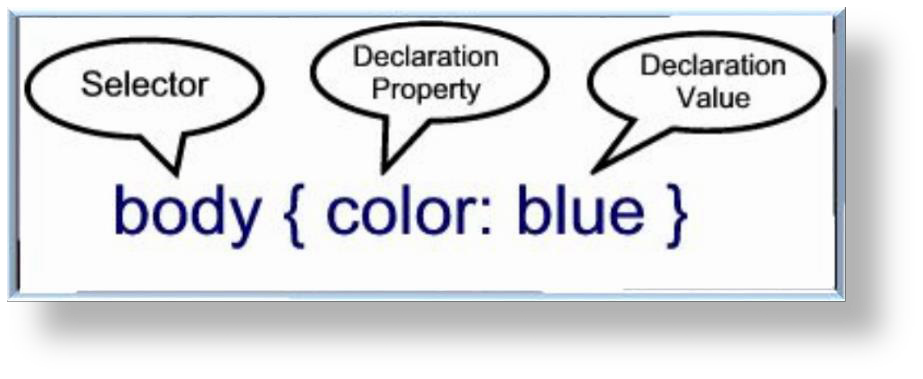 Selector
Declaration
Property
Declaration
Value
body { color: blue }